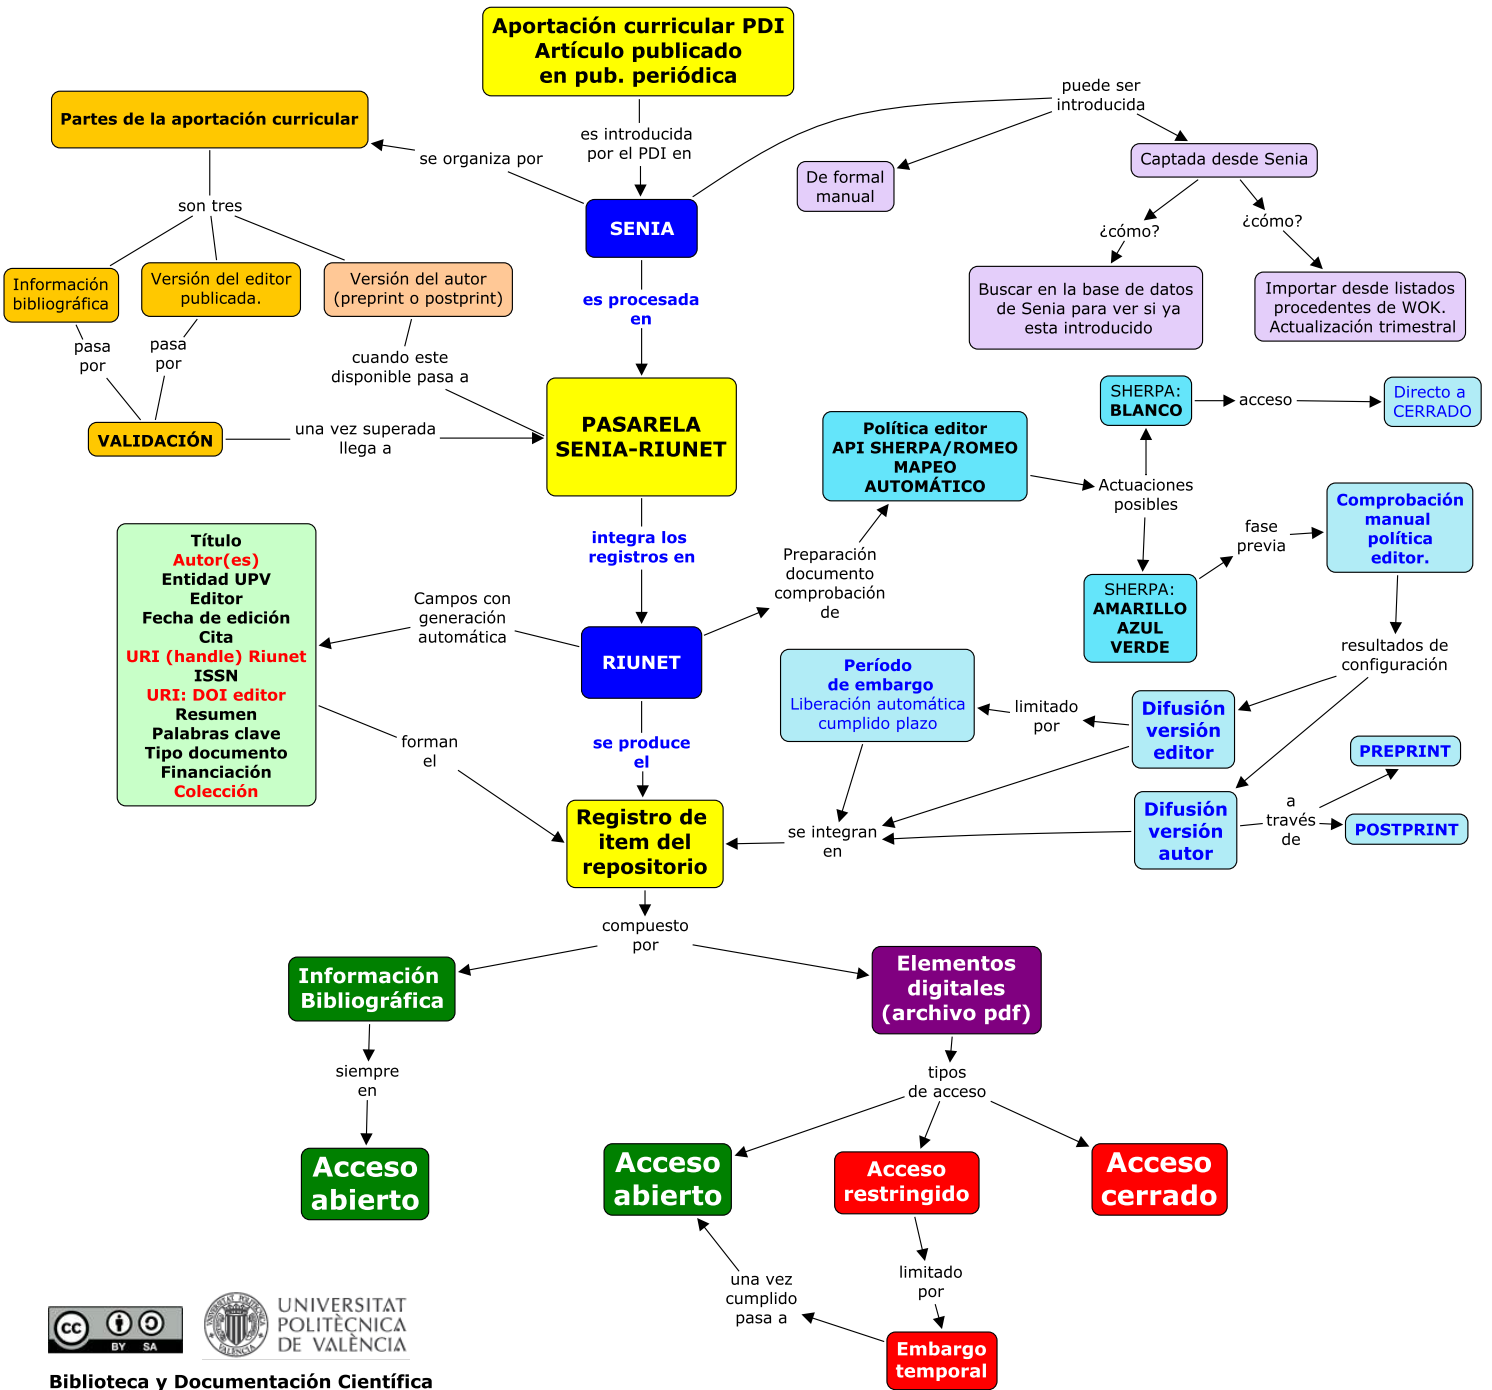 Aportación curricular PDI
Artículo publicado
en pub. periódica
es introducida
por el PDI en
SENIA
se organiza por
Partes de la aportación curricular
son tres
Información
bibliográfica
Versión del editor
publicada.
Versión del autor
(preprint o postprint)
pasa
por
pasa
por
cuando este
disponible pasa a
VALIDACIÓN
una vez superada
llega a
puede ser
introducida
De formal
manual
Captada desde Senia
¿cómo?
¿cómo?
Buscar en la base de datos
de Senia para ver si ya
esta introducido
Importar desde listados
procedentes de WOK.
Actualización trimestral
es procesada
en
PASARELA
SENIA-RIUNET
integra los
registros en
RIUNET
Campos con
generación
automática
Título
Autor(es)
Entidad UPV
Editor
Fecha de edición
Cita
URI (handle) Riunet
ISSN
URI: DOI editor
Resumen
Palabras clave
Tipo documento
Financiación
Colección
forman
el
Preparación
documento
comprobación
de
Política editor
API SHERPA/ROMEO
MAPEO
AUTOMÁTICO
Actuaciones
posibles
SHERPA:
BLANCO
acceso
Directo a
CERRADO
SHERPA:
AMARILLO
AZUL
VERDE
fase
previa
Comprobación
manual
política
editor.
resultados de
configuración
Difusión
versión
editor
limitado
por
Período
de embargo
Liberación automática
cumplido plazo
Difusión
versión
autor
a
través
de
PREPRINT
POSTPRINT
se integran
en
se produce
el
Registro de
item del
repositorio
compuesto
por
Información
Bibliográfica
siempre
en
Acceso
abierto
Elementos
digitales
(archivo pdf)
tipos
de acceso
Acceso
abierto
Acceso
restringido
Acceso
cerrado
limitado
por
Embargo
temporal
una vez
cumplido
pasa a
cc
BY SA
UNIVERSITAT
POLITÈCNICA
DE VALÈNCIA
Biblioteca y Documentación Científica